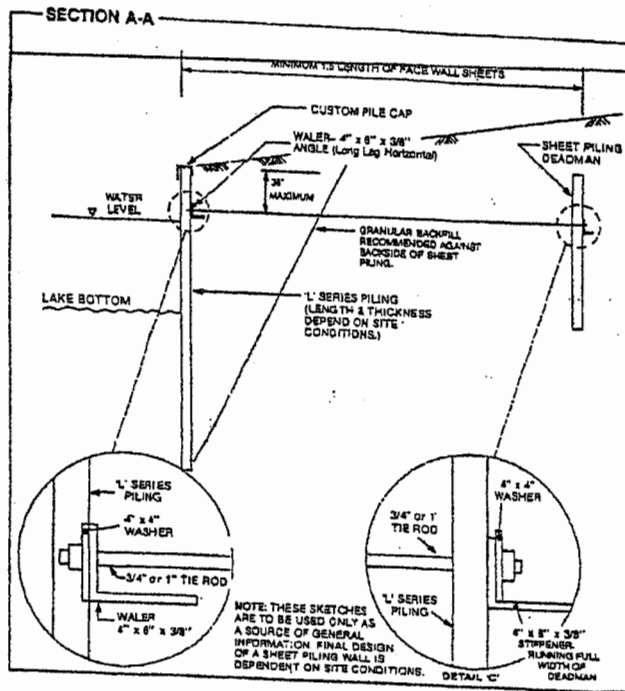 SECTION A-A
MINIMUM 1.5 LENGTH OF FACE WALL SHEETS
CUSTOM PILE CAP
WALER– 4" x 6" x 3/8"
ANGLE (Long Leg Horizontal)
SHEET PILING
DEADMAN
36"
MAXIMUM
WATER
LEVEL
GRANULAR BACKFILL
RECOMMENDED AGAINST
BACKSIDE OF SHEET
PILING.
LAKE BOTTOM
'L' SERIES PILING
(LENGTH & THICKNESS
DEPEND ON SITE
CONDITIONS.)
'L' SERIES
PILING
4" x 4"
WASHER
3/4" or 1" TIE ROD
WALER
4" x 6" x 3/8"
4" x 4"
WASHER
3/4" or 1"
TIE ROD
'L' SERIES
PILING
4" x 6" x 3/8"
STIFFENER
RUNNING FULL
WIDTH OF
DEADMAN
NOTE: THESE SKETCHES
ARE TO BE USED ONLY AS
A SOURCE OF GENERAL
INFORMATION. FINAL DESIGN
OF A SHEET PILING WALL IS
DEPENDENT ON SITE CONDITIONS.
DETAIL 'C'